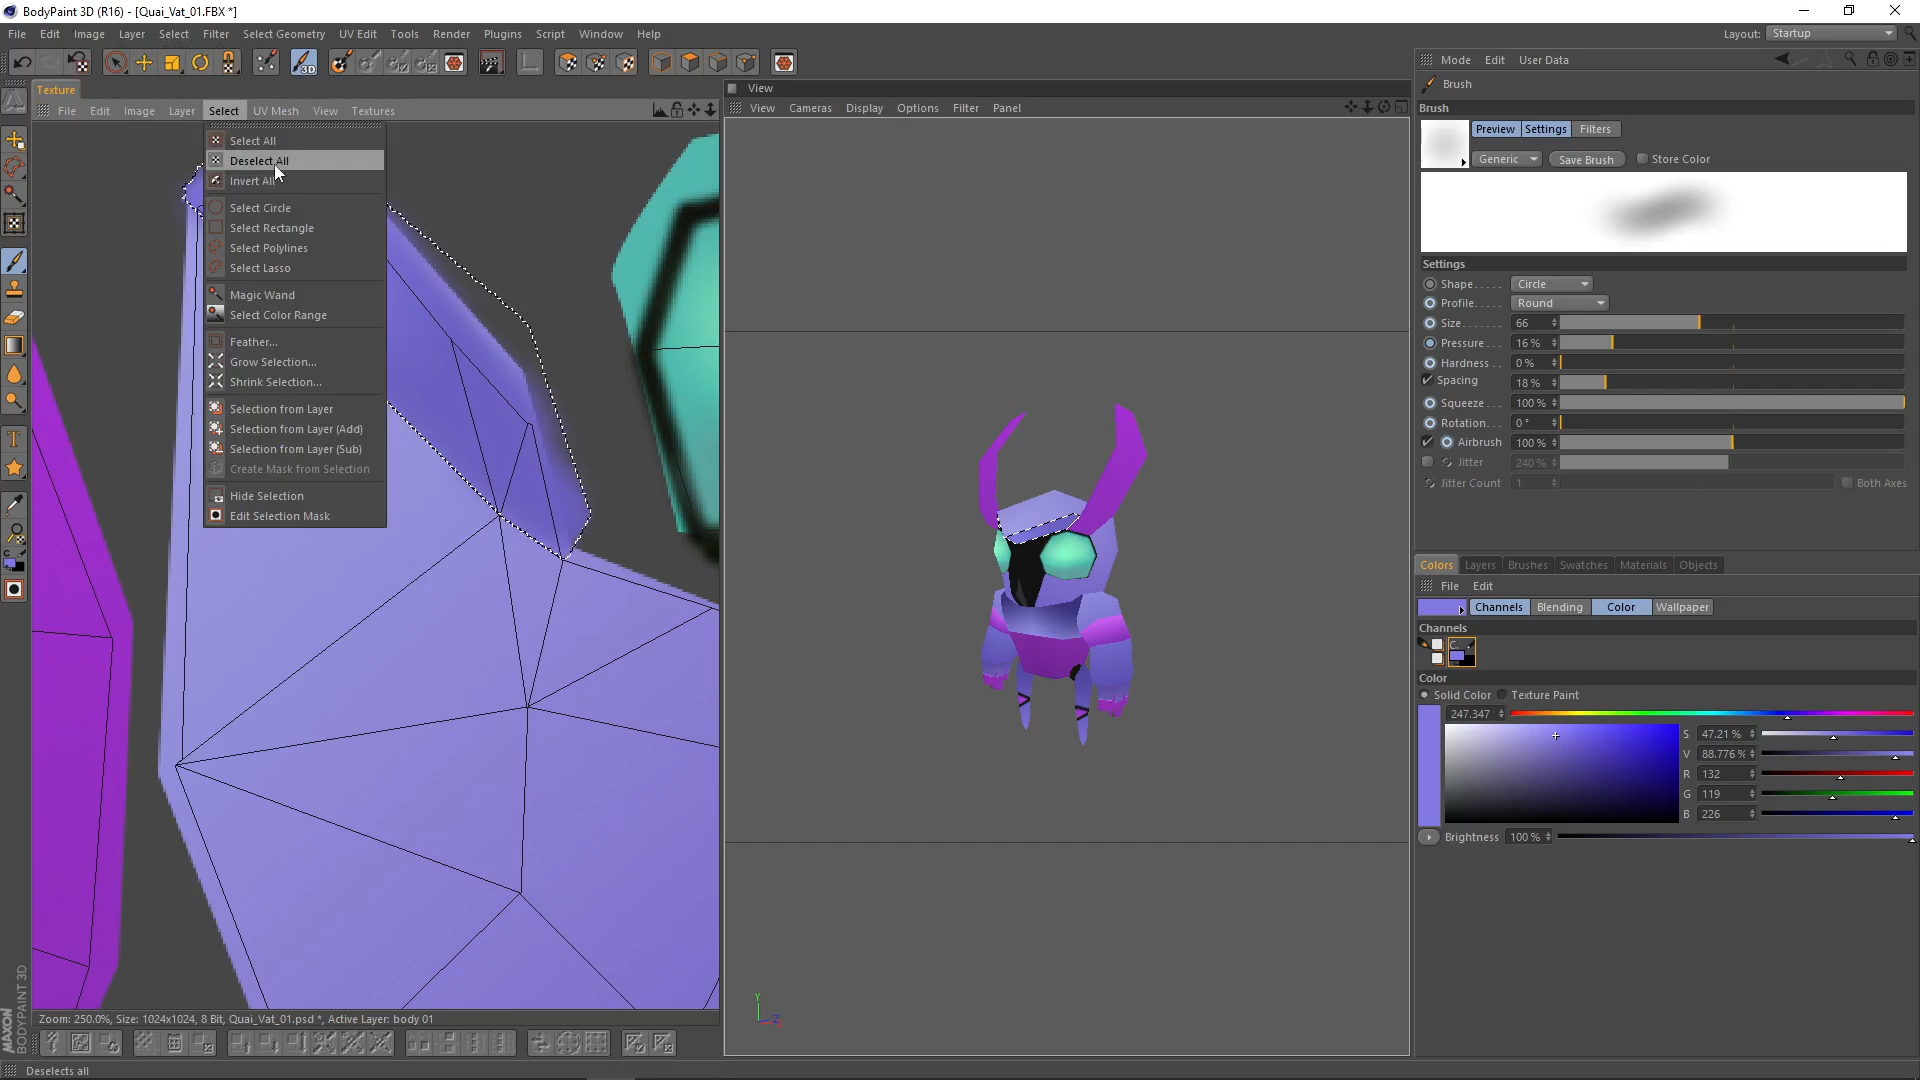 BodyPaint 3D (R16) - [Quai_Vat_01.FBX *]
File Edit Image Layer Select Filter Select Geometry UV Edit Tools Render Plugins Script Window Help
Layout: Startup
Texture
File Edit Image Layer Select UV Mesh View Textures
Select All
Deselect All
Invert All
Select Circle
Select Rectangle
Select Polylines
Select Lasso
Magic Wand
Select Color Range
Feather...
Grow Selection...
Shrink Selection...
Selection from Layer
Selection from Layer (Add)
Selection from Layer (Sub)
Create Mask from Selection
Hide Selection
Edit Selection Mask
Zoom: 250.0%, Size: 1024x1024, 8 Bit, Quai_Vat_01.psd *, Active Layer: body 01
MAXON
BODYPAINT 3D
Deselects all
View
View Cameras Display Options Filter Panel
Y
Z
Mode Edit User Data
Brush
Brush
Preview Settings Filters
Generic Save Brush Store Color
Settings
Shape..... Circle
Profile..... Round
Size....... 66
Pressure... 16 %
Hardness.. 0 %
Spacing 18 %
Squeeze... 100 %
Rotation... 0 °
Airbrush 100 %
Jitter 240 %
Jitter Count 1 Both Axes
Colors Layers Brushes Swatches Materials Objects
File Edit
Channels Blending Color Wallpaper
Channels
C
Color
Solid Color Texture Paint
247.347
S 47.21 %
V 88.776 %
R 132
G 119
B 226
Brightness 100 %